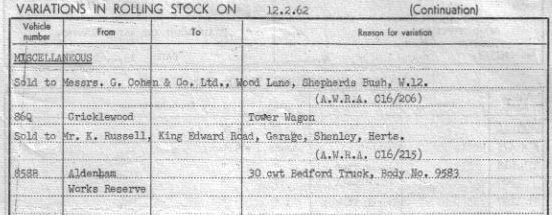 VARIATIONS IN ROLLING STOCK ON 12.2.62 (Continuation)
Vehicle number From To Reason for variation
MISCELLANEOUS
Sold to Messrs. G. Cohen & Co. Ltd., Wood Lane, Shepherds Bush, W.12.
(A.W.R.A. C16/206)
86Q Cricklewood Tower Wagon
Sold to Mr. K. Russell, King Edward Road, Garage, Shenley, Herts.
(A.W.R.A. C16/215)
858B Aldenham 30 cwt Bedford Truck, Body No. 9583
Works Reserve